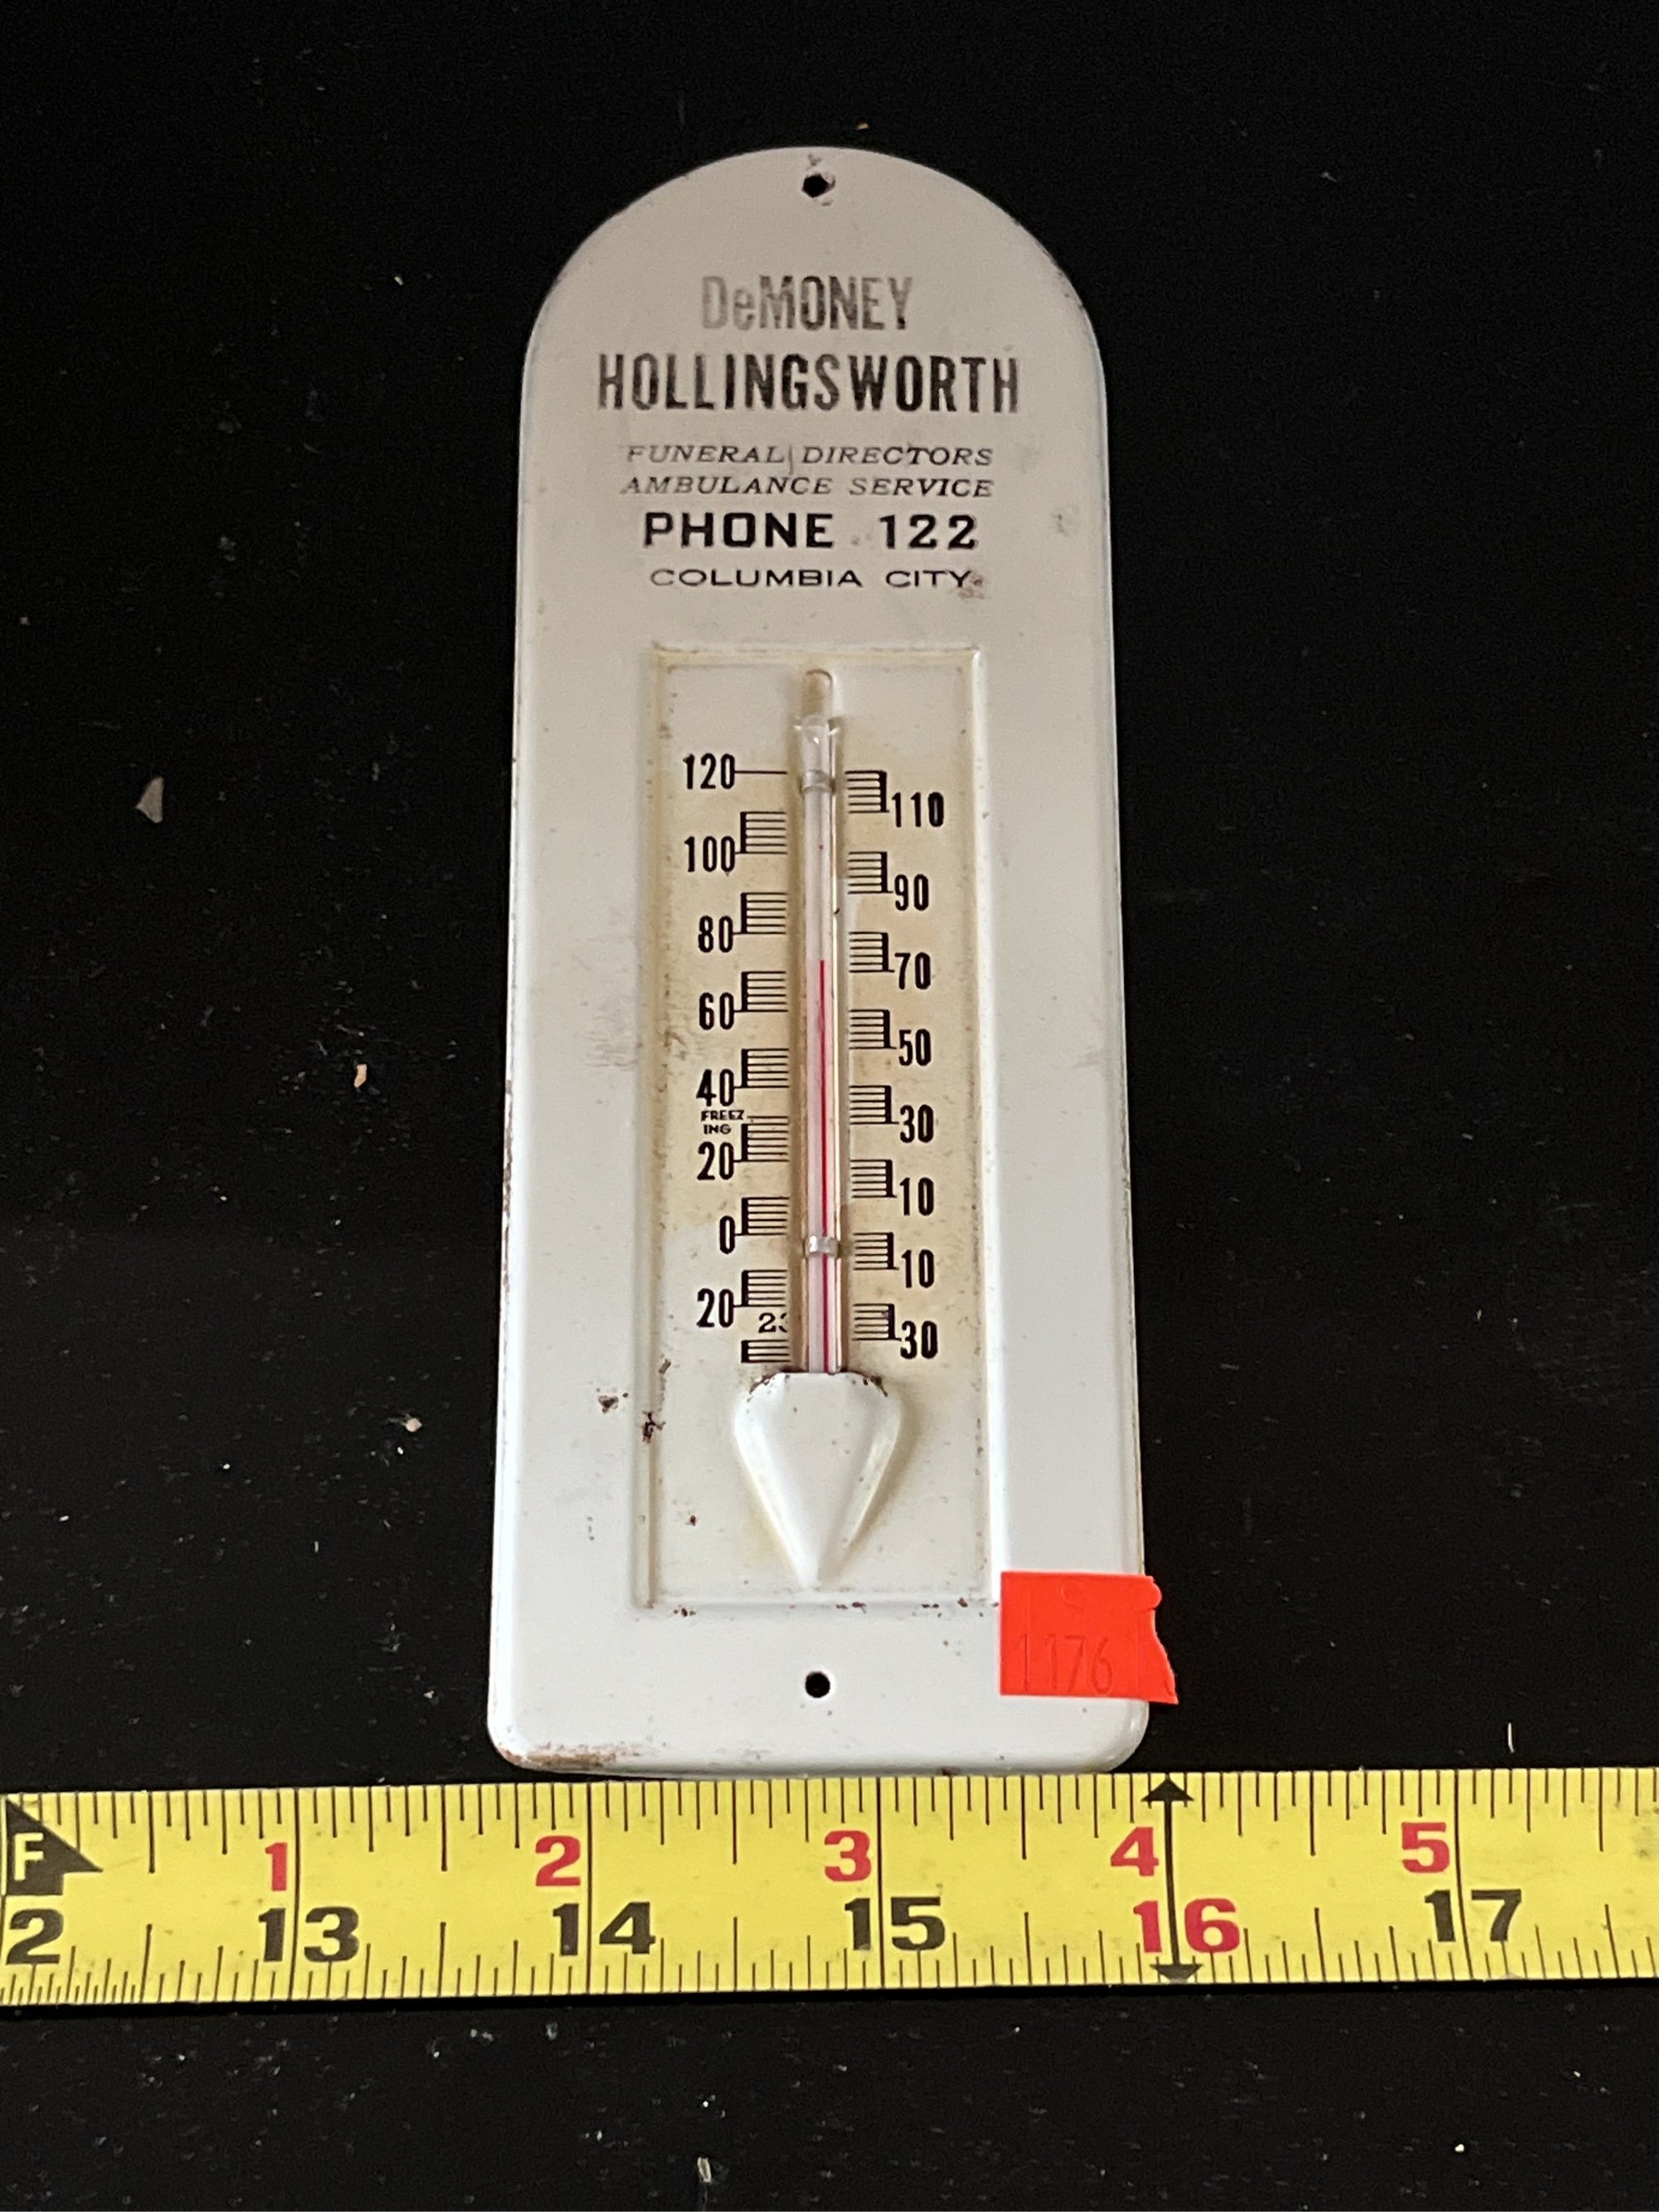 DeMONEY
HOLLINGSWORTH
FUNERAL DIRECTORS
AMBULANCE SERVICE
PHONE 122
COLUMBIA CITY
120
110
100
90
80
70
60
50
40
30
FREEZ
ING
20
10
0
10
20
30
1176
F 1 2 3 4 5
2 13 14 15 16 17